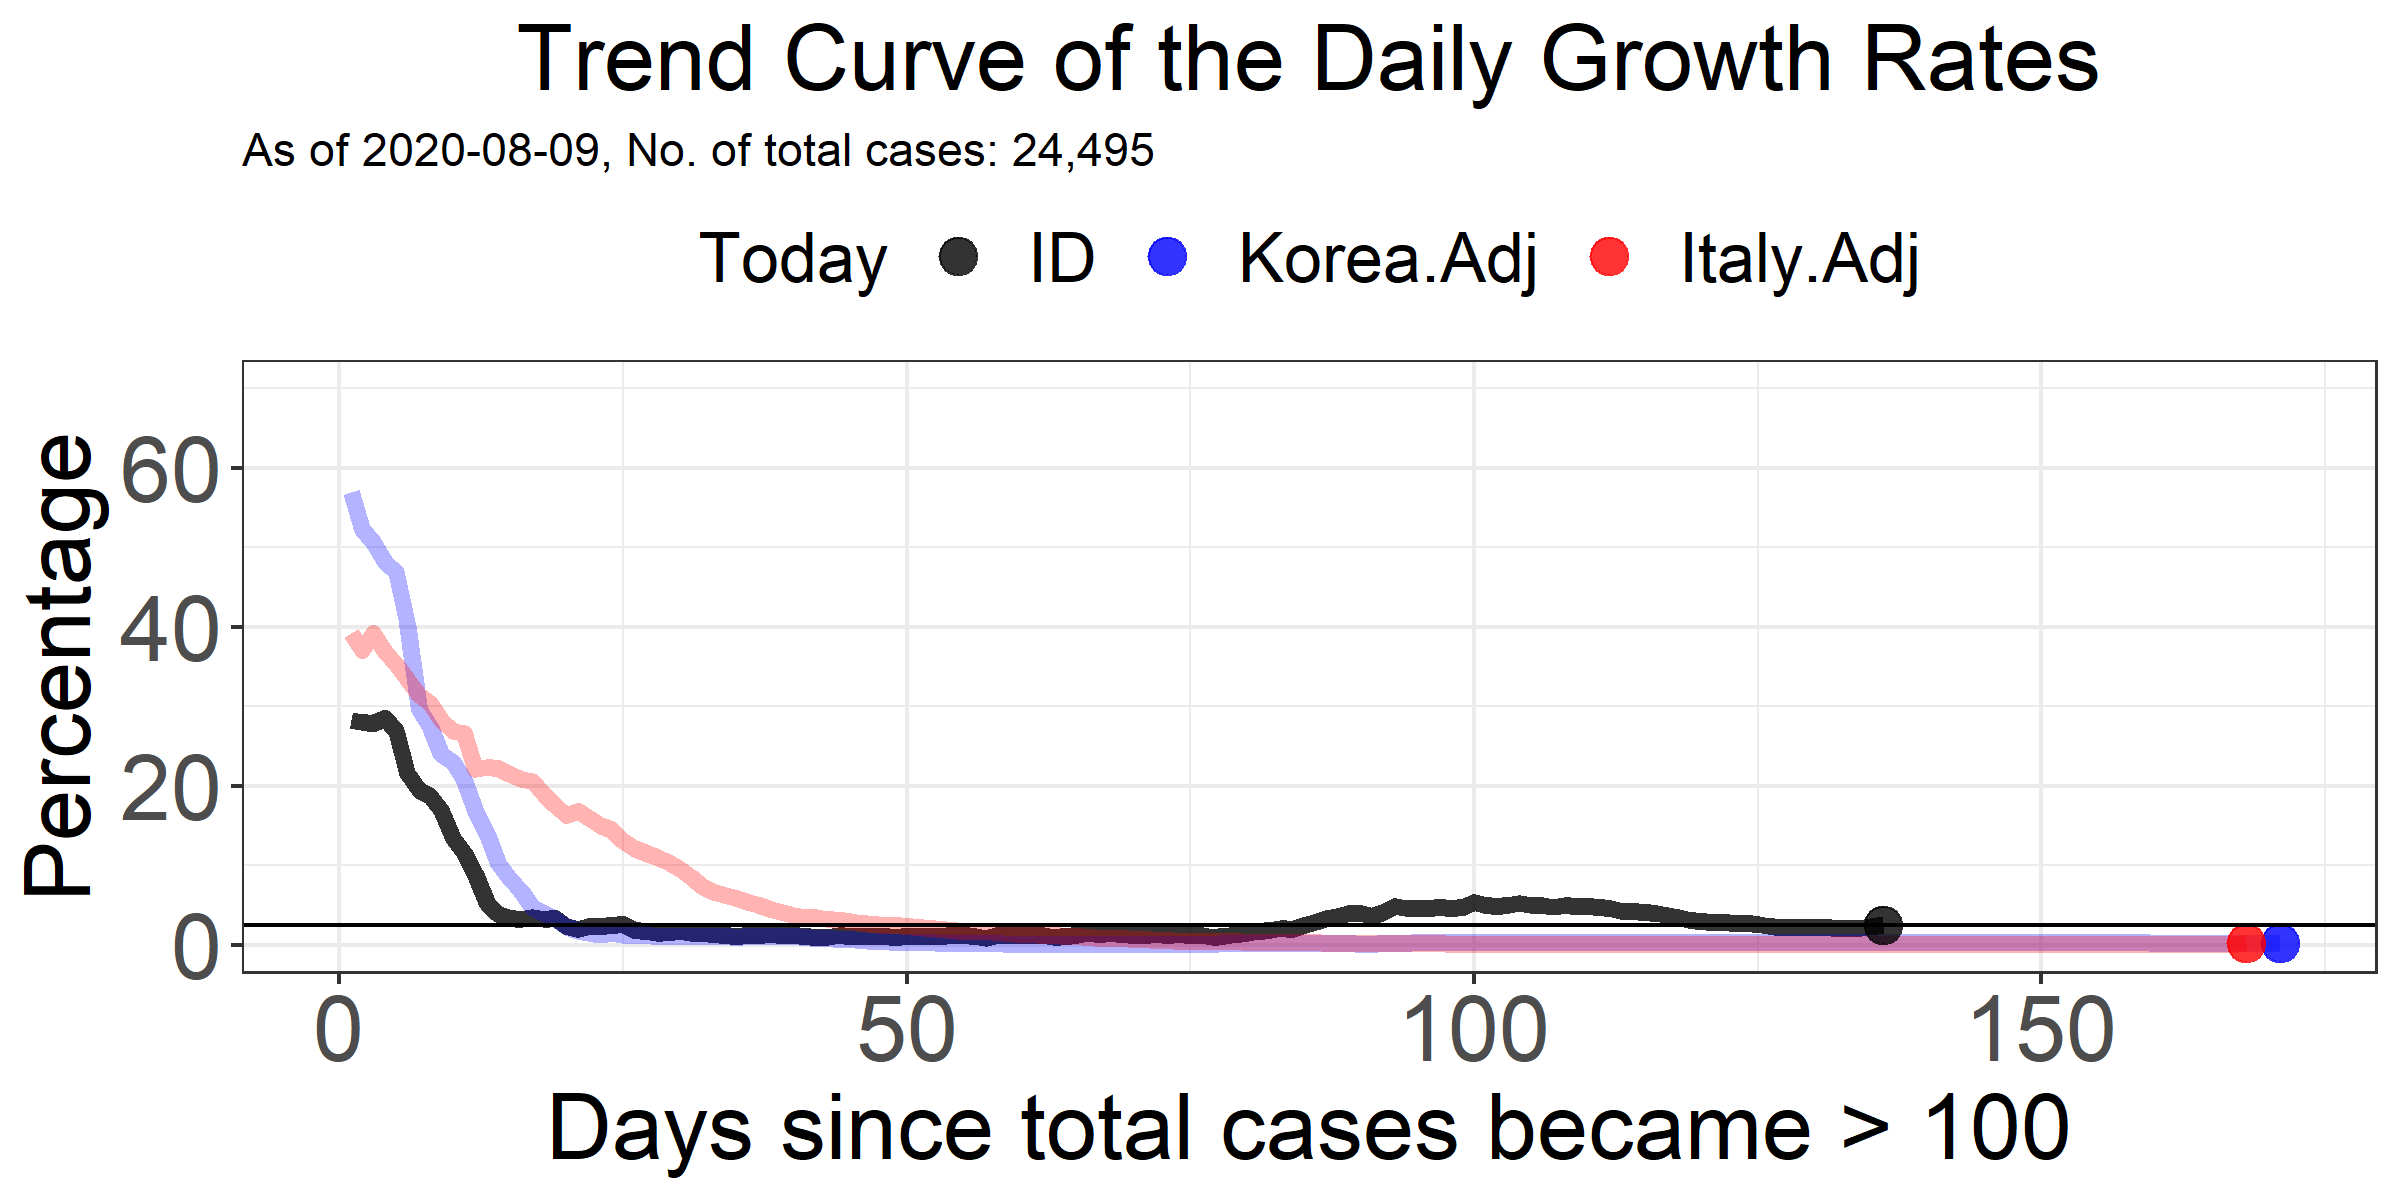 Trend Curve of the Daily Growth Rates
As of 2020-08-09, No. of total cases: 24,495
Today ID Korea.Adj Italy.Adj
Percentage
60
40
20
0
0 50 100 150
Days since total cases became > 100